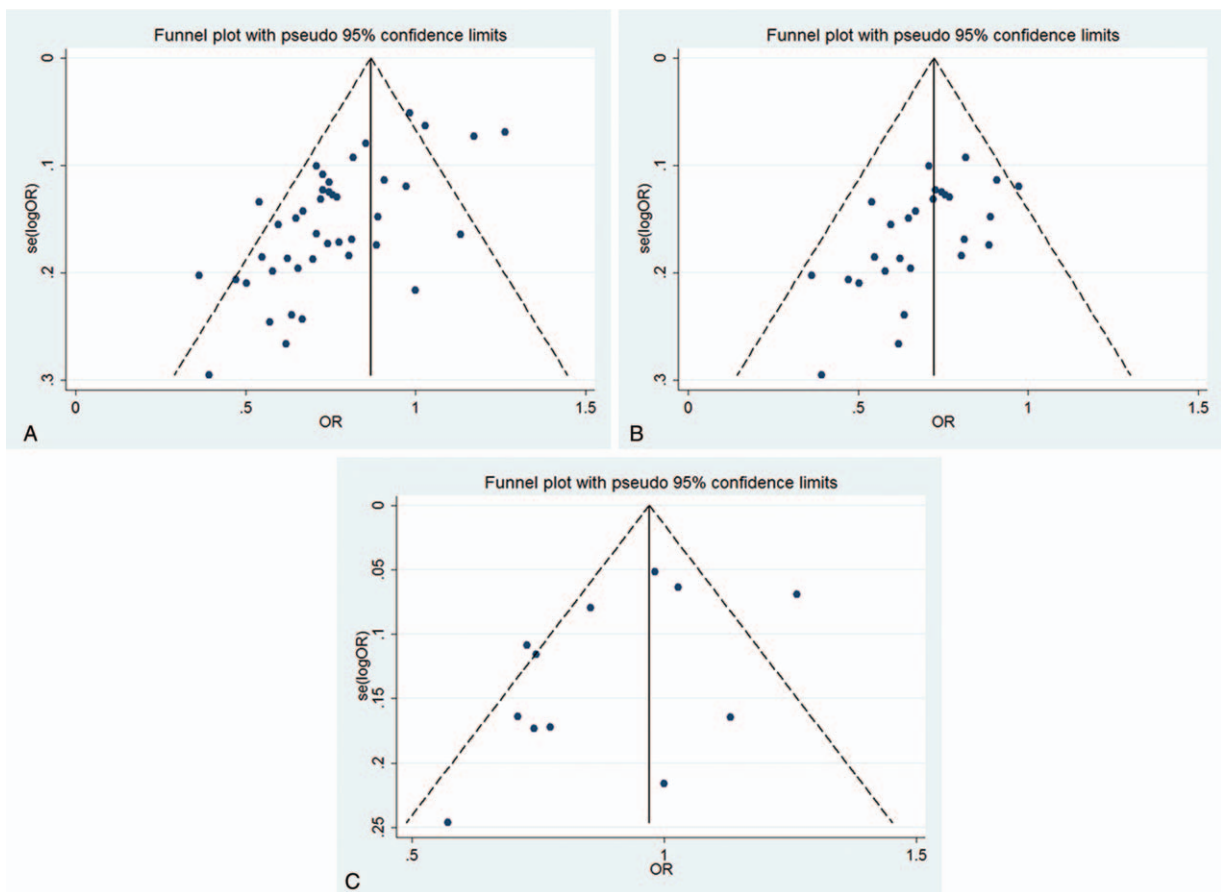 Funnel plot with pseudo 95% confidence limits
0
.1
.2
.3
se(logOR)
0
.5
1
1.5
OR
A
Funnel plot with pseudo 95% confidence limits
0
.1
.2
.3
se(logOR)
0
.5
1
1.5
OR
B
Funnel plot with pseudo 95% confidence limits
0
.05
.1
.15
.2
.25
se(logOR)
.5
1
1.5
OR
C